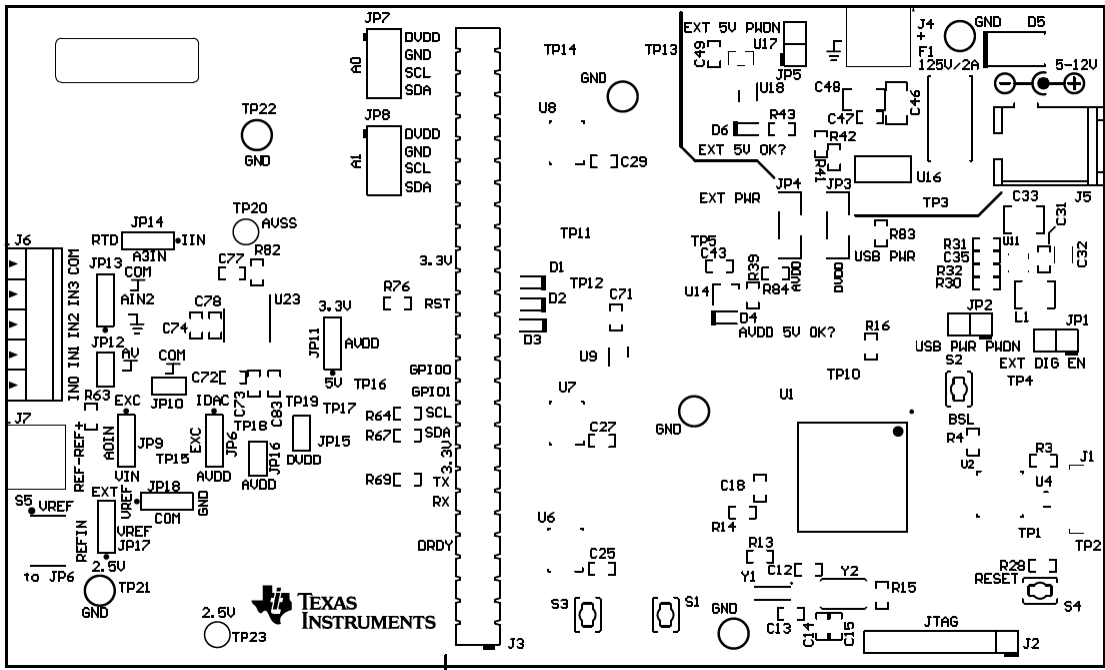 JP7
A0
DVDD
GND
SCL
SDA
JP8
A1
DVDD
GND
SCL
SDA
TP22
GND
TP14
TP13
GND
U8
C29
EXT 5V PWDN
C49
U17
JP5
U18
D6
R43
EXT 5V OK?
R42
R41
J4
+
F1
125V/2A
GND
D5
5-12V
C48
C47
C46
U16
J5
EXT PWR
JP4
JP3
AVDD
DVDD
TP3
R83
USB PWR
C33
C31
C32
R31
C35
R32
R30
U11
L1
JP2
USB PWR PWDN
JP1
EXT DIG EN
TP4
S2
BSL
TP20
AVSS
R82
C77
U23
C78
C74
C72
C73
C83
JP14
RTD
IIN
A3IN
J6
IN0 IN1 IN2 IN3 COM
JP13
COM
AIN2
JP12
AV
COM
JP10
3.3V
JP11
AVDD
5V
TP16
3.3V
R76
RST
GPIO0
GPIO1
R64
SCL
R67
SDA
3.3V
R69
TX
RX
DRDY
TP11
D1
D2
D3
TP12
C71
U9
U7
C27
U6
C25
TP5
C43
U14
R39
R84
D4
AVDD 5V OK?
R16
TP10
U1
GND
R63
J7
REF-REF+
EXC
AOIN
JP9
VIN
TP15
IDAC
EXC
JP6
AVDD
TP18
JP16
AVDD
TP19
TP17
JP15
DVDD
S5
VREF
to JP6
EXT
REFIN
VREF
JP17
2.5V
JP18
VREF
GND
COM
TP21
GND
2.5V
TP23
TEXAS
INSTRUMENTS
J3
R4
U2
R3
J1
U4
TP1
TP2
C18
R14
R13
C12
Y1
Y2
R15
C13
C14
C15
S3
S1
GND
R28
RESET
S4
JTAG
J2